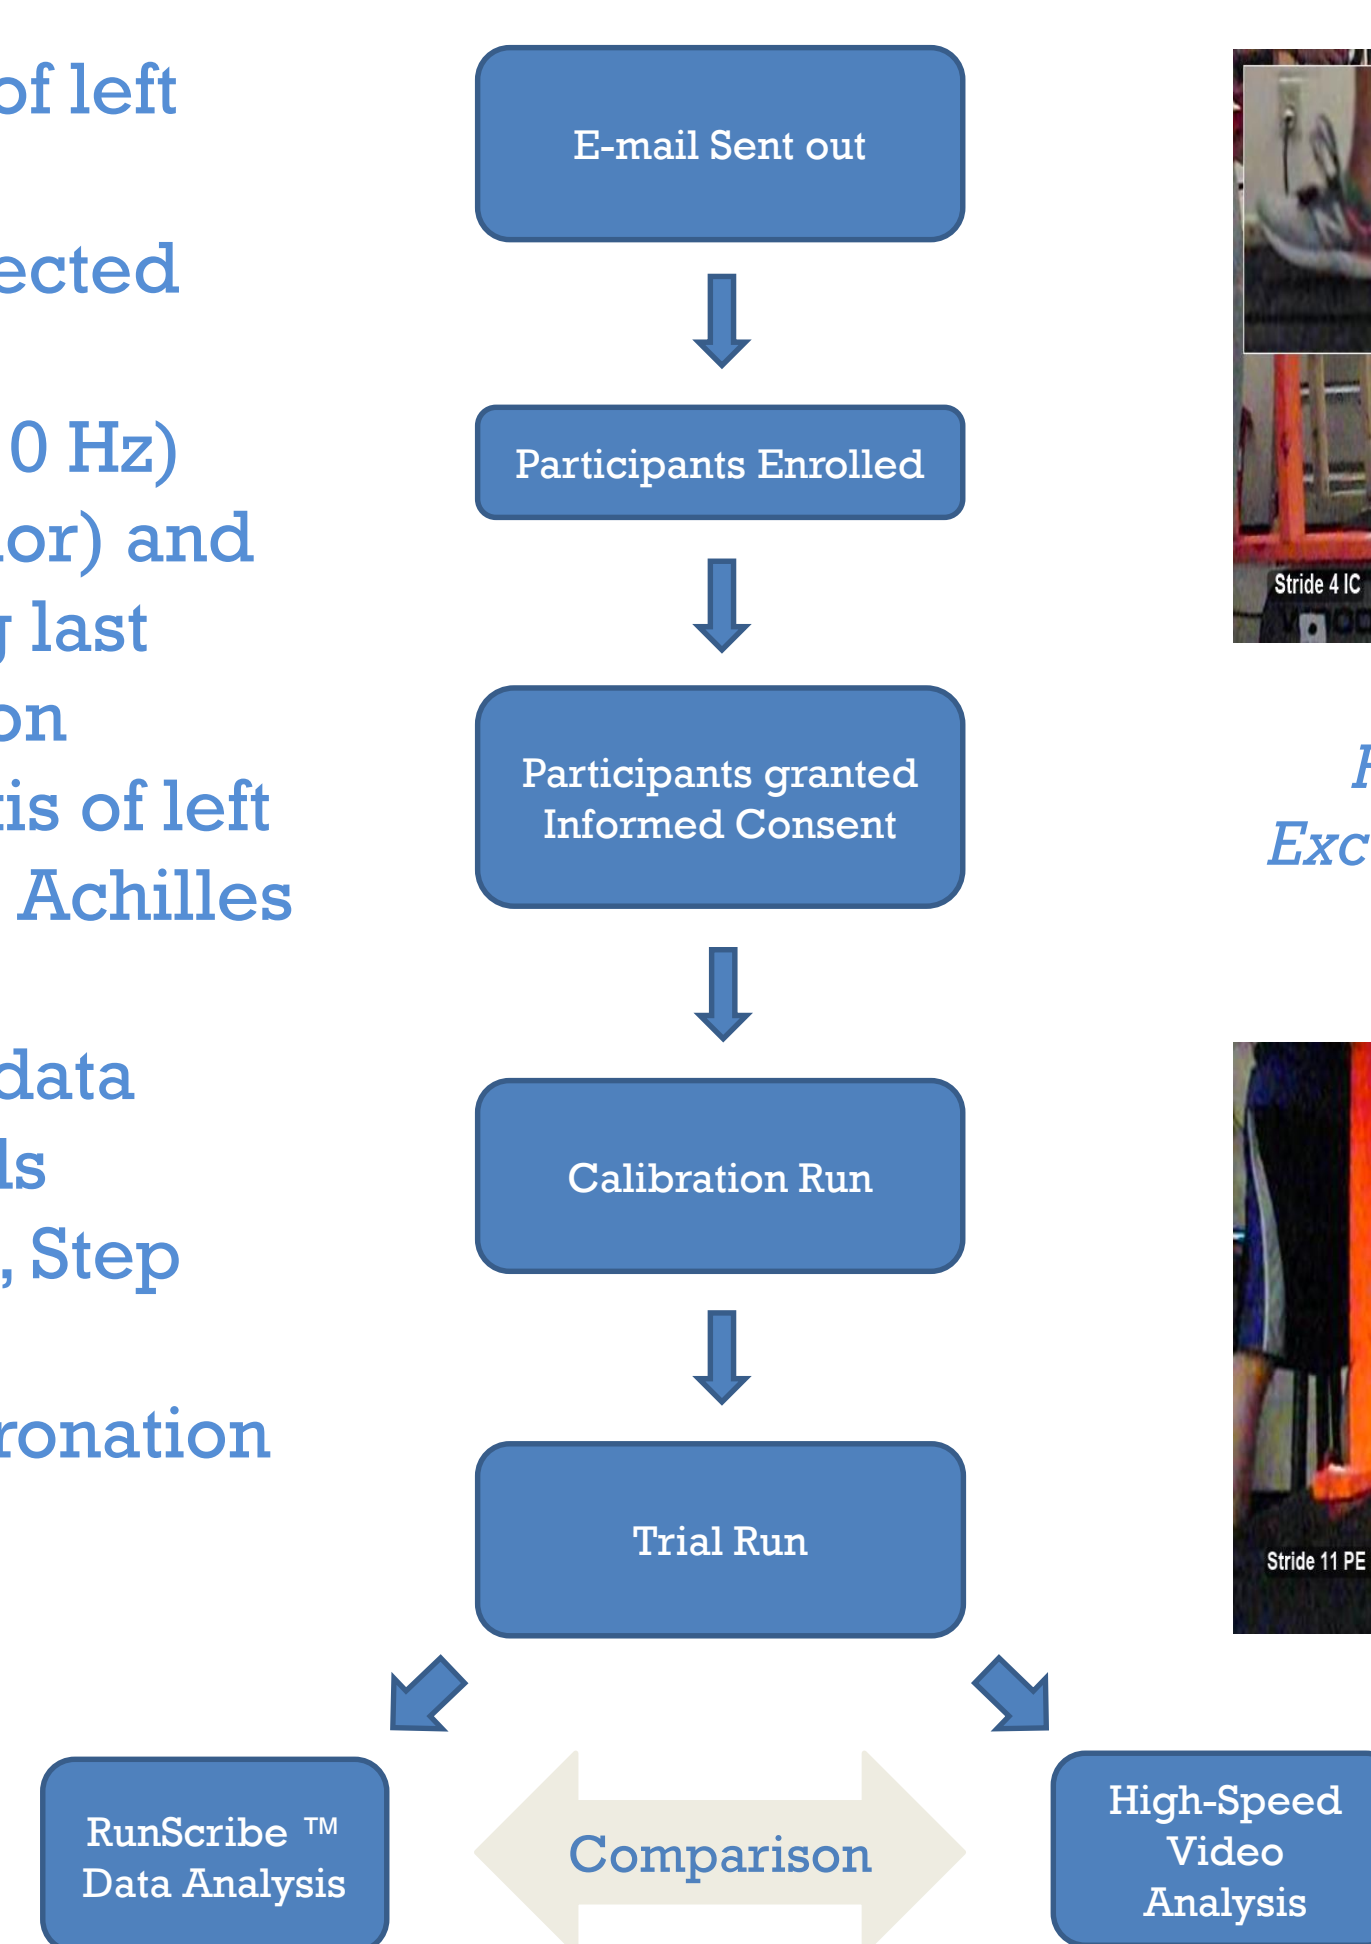 of left
ected
0 Hz)
ior) and
g last
on
is of left
Achilles
data
ls
, Step
ronation
E-mail Sent out
Participants Enrolled
Participants granted
Informed Consent
Calibration Run
Trial Run
RunScribe ™
Data Analysis
Comparison
High-Speed
Video
Analysis
Stride 4 IC
Exc
Stride 11 PE